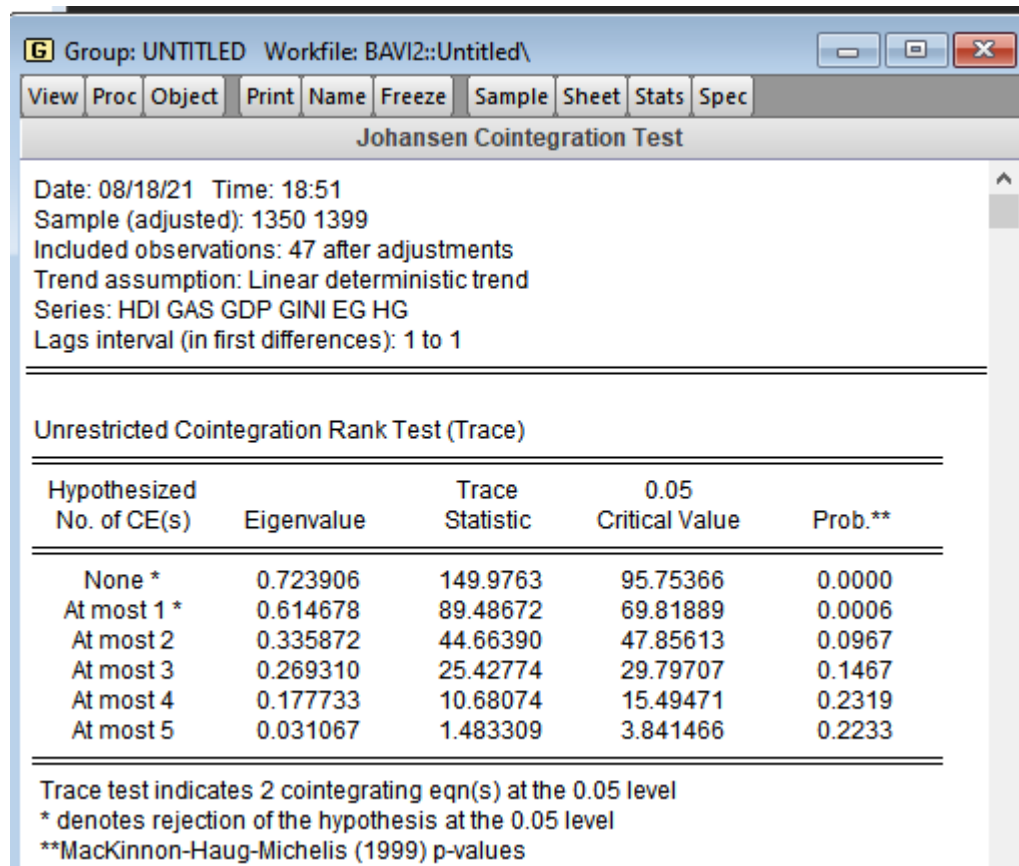 G Group: UNTITLED Workfile: BAVI2::Untitled\
View Proc Object Print Name Freeze Sample Sheet Stats Spec
Johansen Cointegration Test
Date: 08/18/21 Time: 18:51
Sample (adjusted): 1350 1399
Included observations: 47 after adjustments
Trend assumption: Linear deterministic trend
Series: HDI GAS GDP GINI EG HG
Lags interval (in first differences): 1 to 1
Unrestricted Cointegration Rank Test (Trace)
Hypothesized Trace 0.05
No. of CE(s) Eigenvalue Statistic Critical Value Prob.**
None * 0.723906 149.9763 95.75366 0.0000
At most 1 * 0.614678 89.48672 69.81889 0.0006
At most 2 0.335872 44.66390 47.85613 0.0967
At most 3 0.269310 25.42774 29.79707 0.1467
At most 4 0.177733 10.68074 15.49471 0.2319
At most 5 0.031067 1.483309 3.841466 0.2233
Trace test indicates 2 cointegrating eqn(s) at the 0.05 level
* denotes rejection of the hypothesis at the 0.05 level
**MacKinnon-Haug-Michelis (1999) p-values